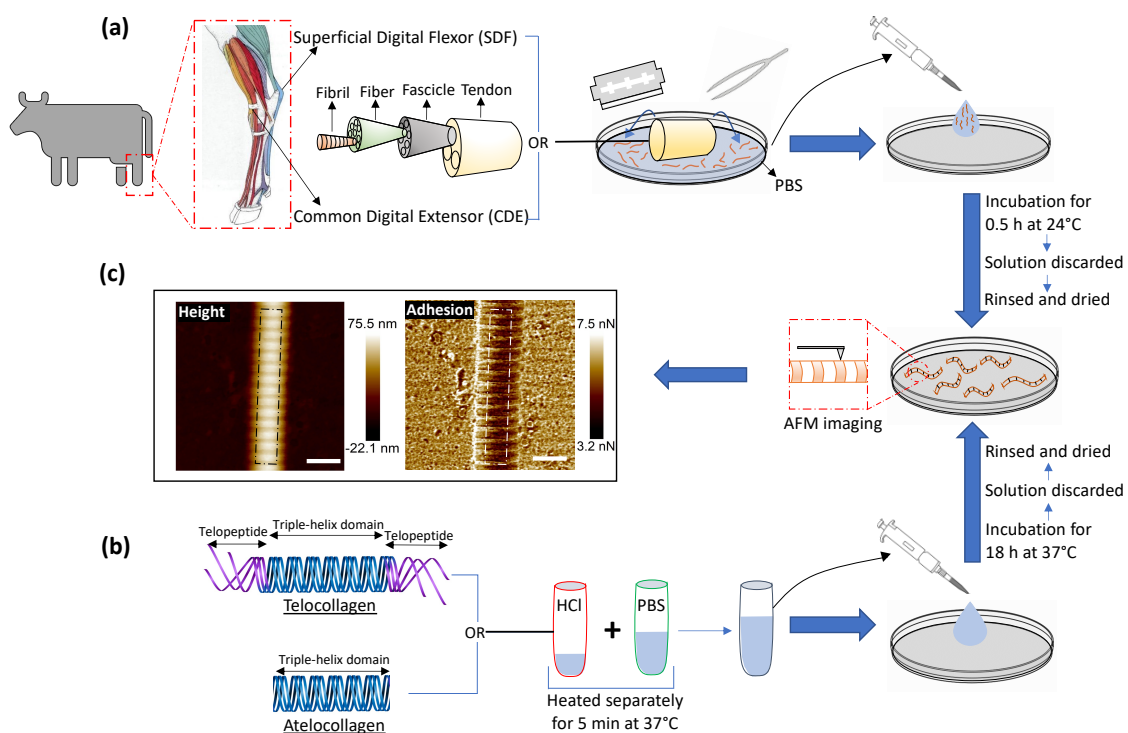 (a)
Superficial Digital Flexor (SDF)
Fibril
Fiber
Fascicle
Tendon
OR
Common Digital Extensor (CDE)
PBS
Incubation for
0.5 h at 24°C
Solution discarded
Rinsed and dried
(c)
Height
75.5 nm
-22.1 nm
Adhesion
7.5 nN
3.2 nN
AFM imaging
Rinsed and dried
Solution discarded
Incubation for
18 h at 37°C
(b)
Telopeptide
Triple-helix domain
Telopeptide
Telocollagen
OR
Triple-helix domain
Atelocollagen
HCl
+
PBS
Heated separately
for 5 min at 37°C